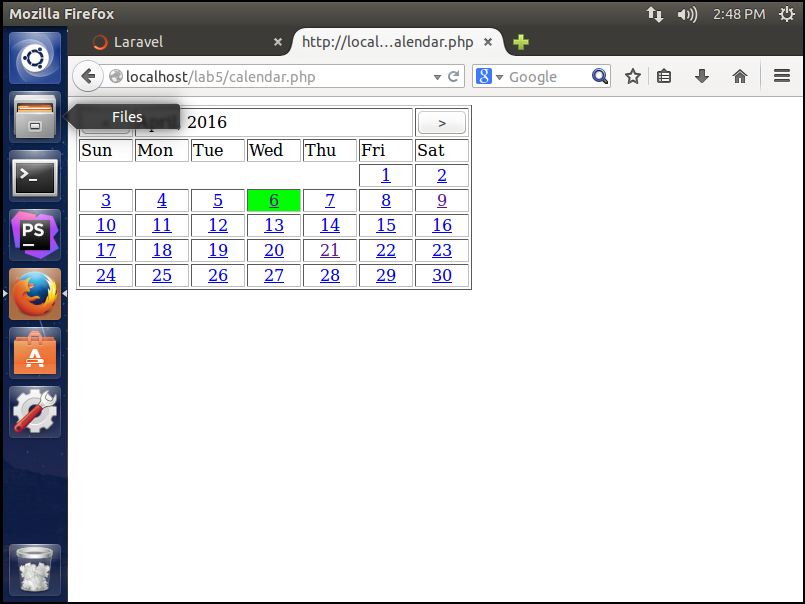 Mozilla Firefox 2:48 PM
Laravel × http://local...alendar.php ×
localhost/lab5/calendar.php Google
Files
April, 2016 >
Sun Mon Tue Wed Thu Fri Sat
1 2
3 4 5 6 7 8 9
10 11 12 13 14 15 16
17 18 19 20 21 22 23
24 25 26 27 28 29 30
>_
PS